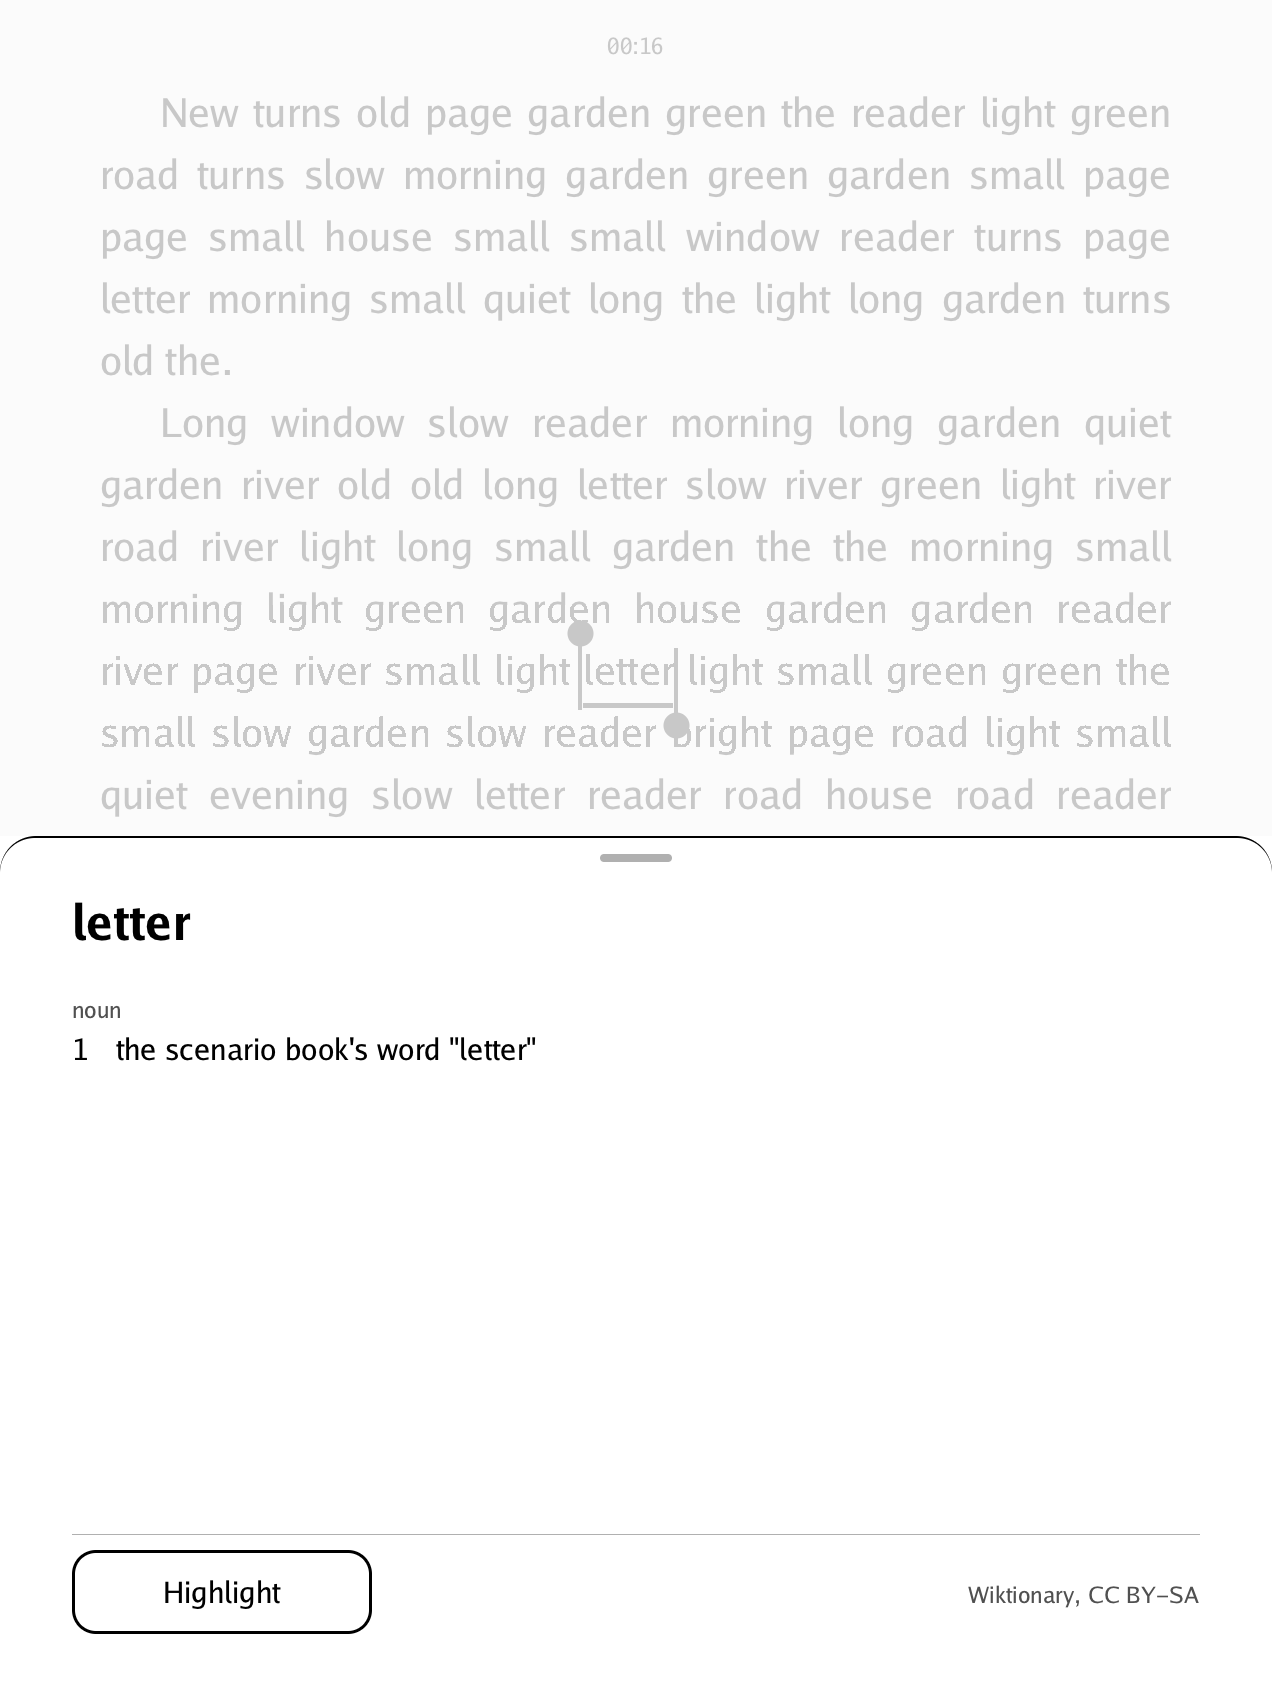 00:16
New turns old page garden green the reader light green
road turns slow morning garden green garden small page
page small house small small window reader turns page
letter morning small quiet long the light long garden turns
old the.
Long window slow reader morning long garden quiet
garden river old old long letter slow river green light river
road river light long small garden the the morning small
morning light green garden house garden garden reader
river page river small light letter light small green green the
small slow garden slow reader bright page road light small
quiet evening slow letter reader road house road reader
letter
noun
1 the scenario book's word "letter"
Highlight
Wiktionary, CC BY–SA